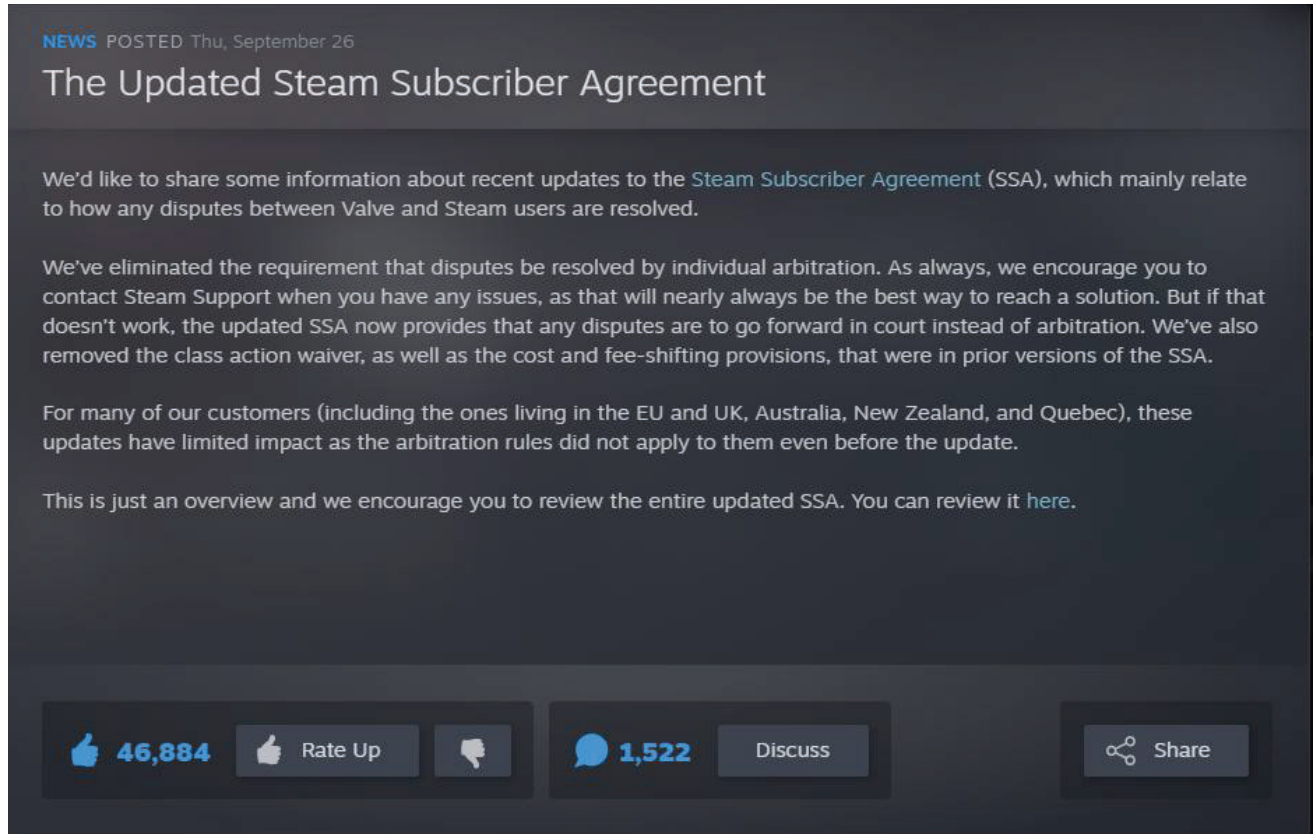 NEWS POSTED Thu, September 26
The Updated Steam Subscriber Agreement
We'd like to share some information about recent updates to the Steam Subscriber Agreement (SSA), which mainly relate
to how any disputes between Valve and Steam users are resolved.
We've eliminated the requirement that disputes be resolved by individual arbitration. As always, we encourage you to
contact Steam Support when you have any issues, as that will nearly always be the best way to reach a solution. But if that
doesn't work, the updated SSA now provides that any disputes are to go forward in court instead of arbitration. We've also
removed the class action waiver, as well as the cost and fee-shifting provisions, that were in prior versions of the SSA.
For many of our customers (including the ones living in the EU and UK, Australia, New Zealand, and Quebec), these
updates have limited impact as the arbitration rules did not apply to them even before the update.
This is just an overview and we encourage you to review the entire updated SSA. You can review it here.
46,884 Rate Up 1,522 Discuss Share